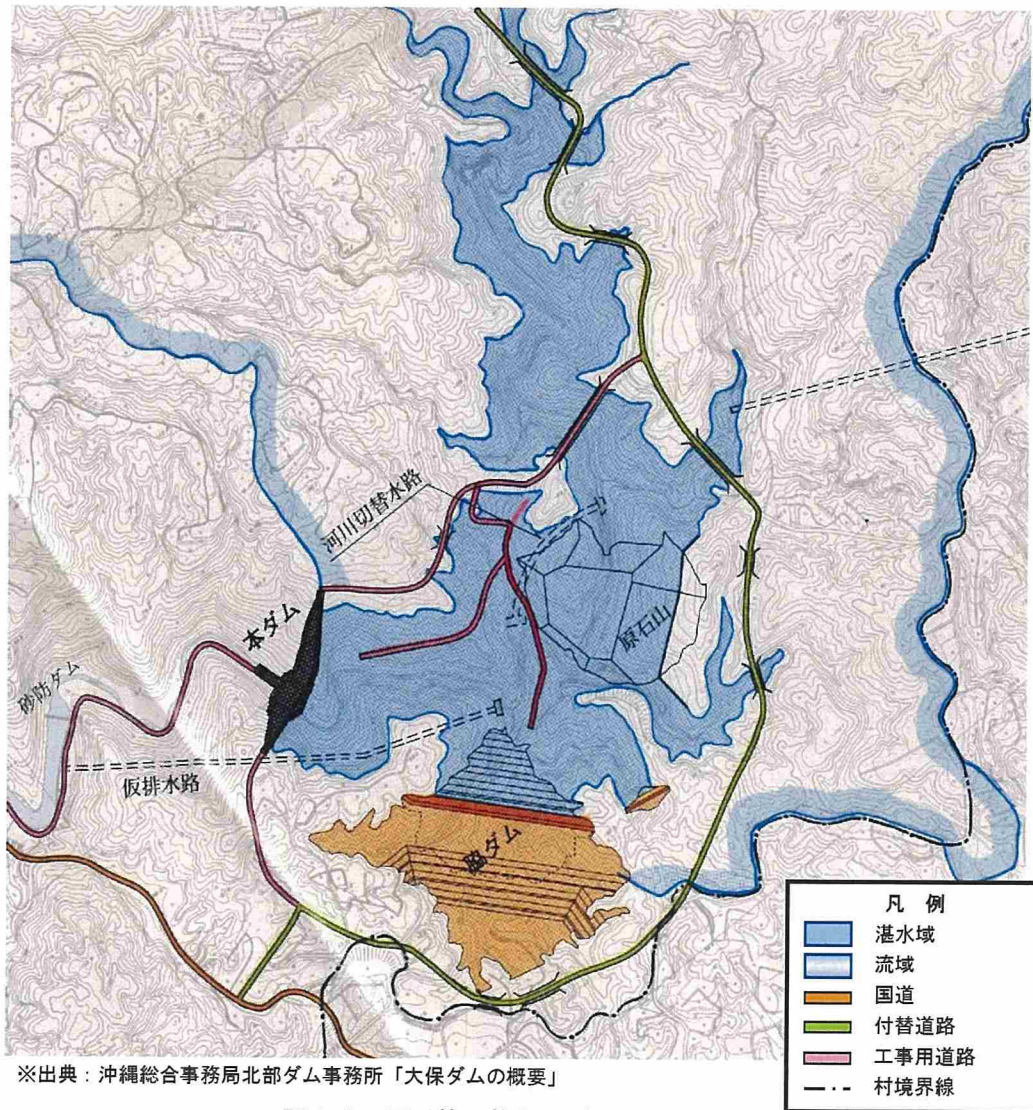 河川切替水路
本ダム
原石山
砂防ダム
仮排水路
脇ダム
凡例
湛水域
流域
国道
付替道路
工事用道路
村境界線
※出典：沖縄総合事務局北部ダム事務所「大保ダムの概要」